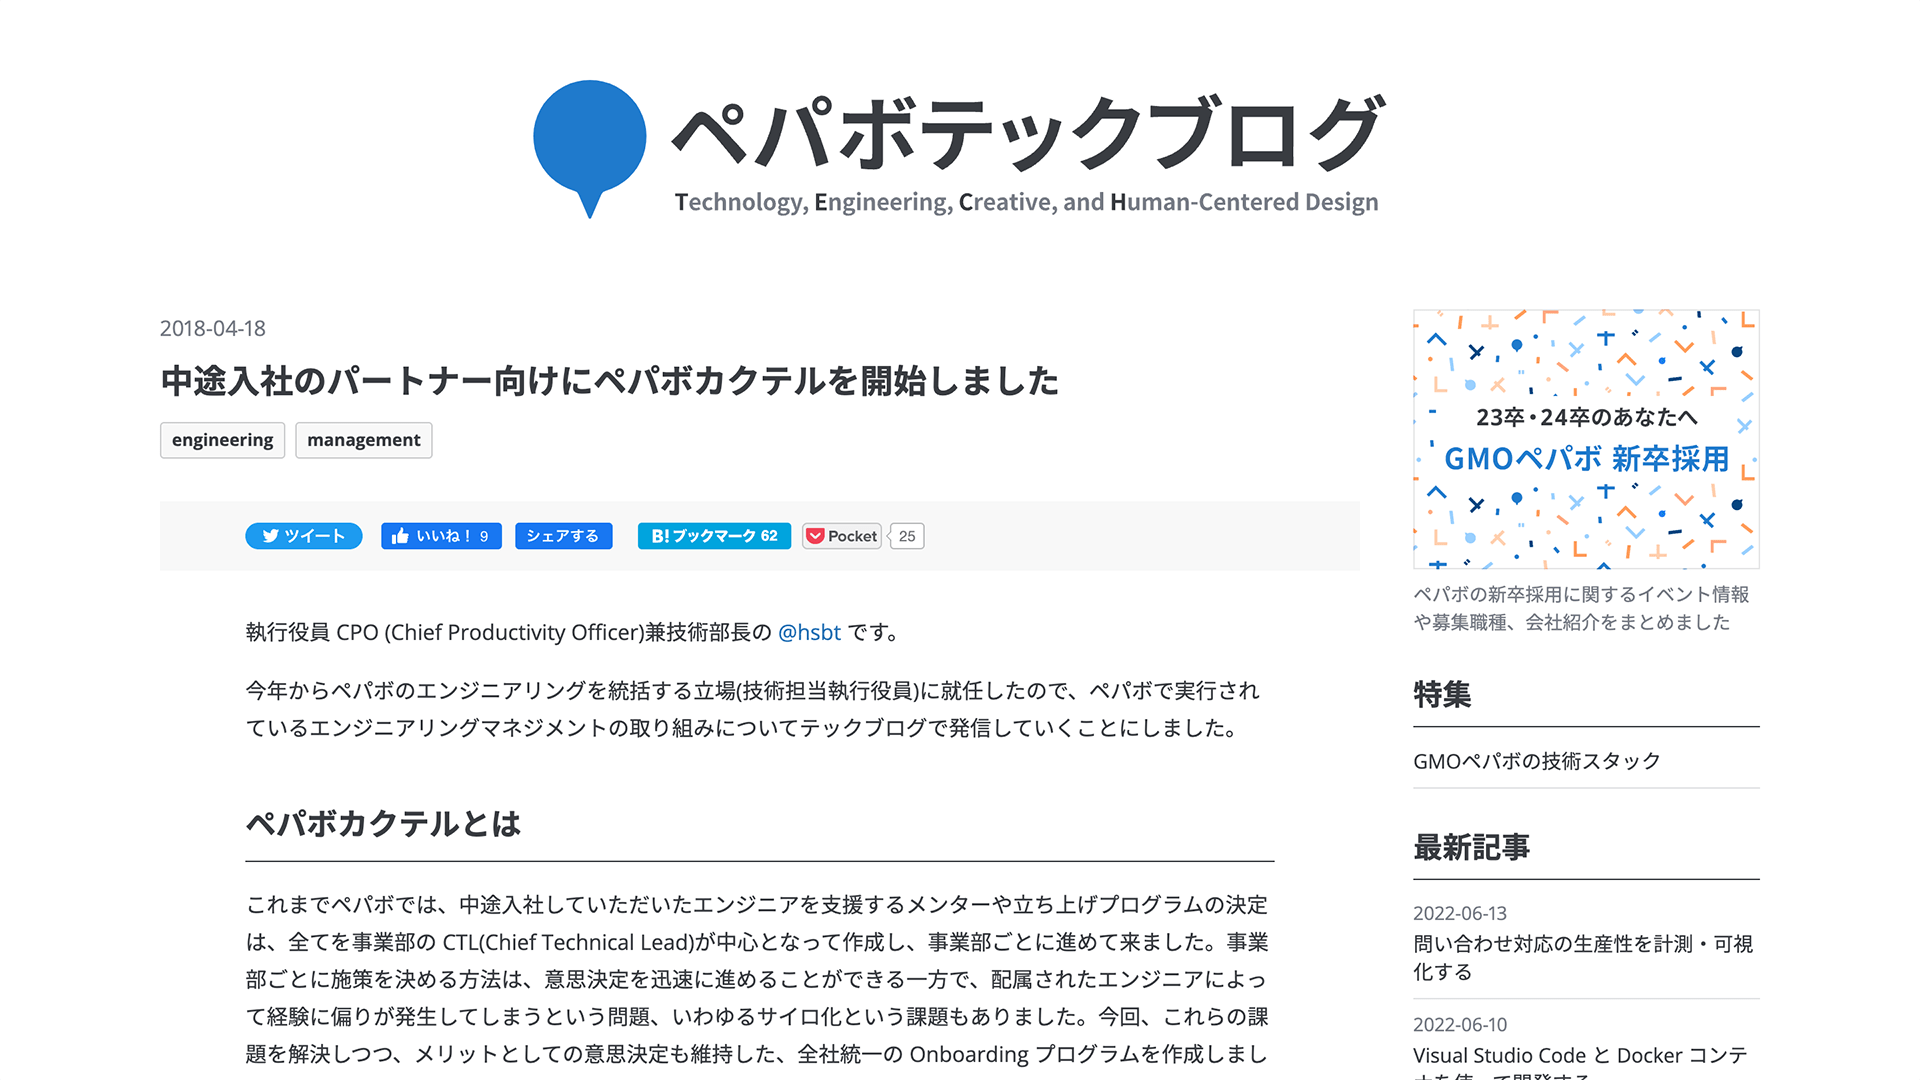 ペパボテックブログ
Technology, Engineering, Creative, and Human-Centered Design
2018-04-18
中途入社のパートナー向けにペパボカクテルを開始しました
engineering management
ツイート いいね！ 9 シェアする B!ブックマーク 62 Pocket 25
執行役員 CPO (Chief Productivity Officer)兼技術部長の @hsbt です。
今年からペパボのエンジニアリングを統括する立場(技術担当執行役員)に就任したので、ペパボで実行され
ているエンジニアリングマネジメントの取り組みについてテックブログで発信していくことにしました。
ペパボカクテルとは
これまでペパボでは、中途入社していただいたエンジニアを支援するメンターや立ち上げプログラムの決定
は、全てを事業部の CTL(Chief Technical Lead)が中心となって作成し、事業部ごとに進めて来ました。事業
部ごとに施策を決める方法は、意思決定を迅速に進めることができる一方で、配属されたエンジニアによっ
て経験に偏りが発生してしまうという問題、いわゆるサイロ化という課題もありました。今回、これらの課
題を解決しつつ、メリットとしての意思決定も維持した、全社統一の Onboarding プログラムを作成しまし
23卒・24卒のあなたへ
GMOペパボ 新卒採用
ペパボの新卒採用に関するイベント情報
や募集職種、会社紹介をまとめました
特集
GMOペパボの技術スタック
最新記事
2022-06-13
問い合わせ対応の生産性を計測・可視
化する
2022-06-10
Visual Studio Code と Docker コンテ
ナを使って開発する